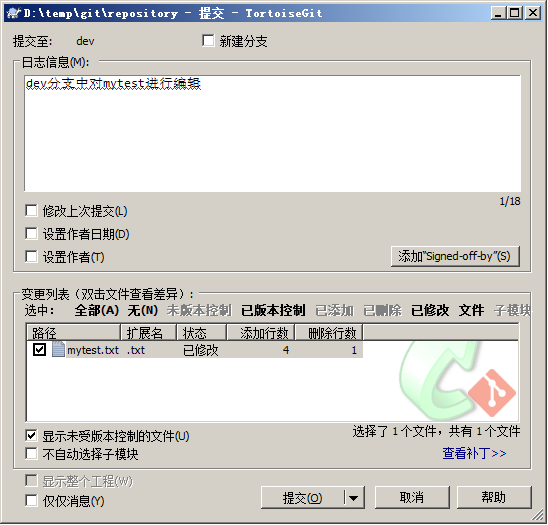 D:\temp\git\repository - 提交 - TortoiseGit
提交至: dev 新建分支
日志信息(M):
dev分支中对mytest进行编辑
1/18
修改上次提交(L)
设置作者日期(D)
设置作者(T) 添加"Signed-off-by"(S)
变更列表（双击文件查看差异）:
选中: 全部(A) 无(N) 未版本控制 已版本控制 已添加 已删除 已修改 文件 子模块
路径 扩展名 状态 添加行数 删除行数
mytest.txt .txt 已修改 4 1
显示未受版本控制的文件(U) 选择了 1 个文件，共有 1 个文件
不自动选择子模块 查看补丁>>
显示整个工程(W)
仅仅消息(Y) 提交(O) 取消 帮助